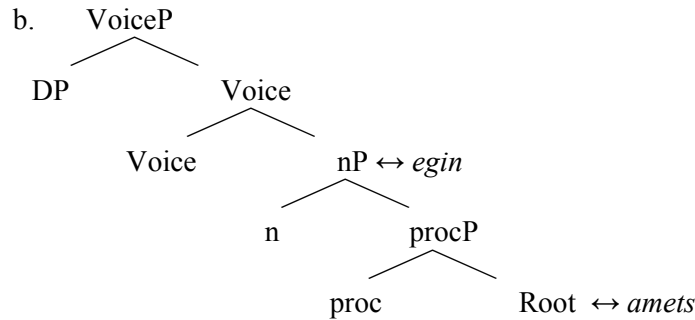 b. VoiceP
DP Voice
Voice nP ↔ egin
n procP
proc Root ↔ amets